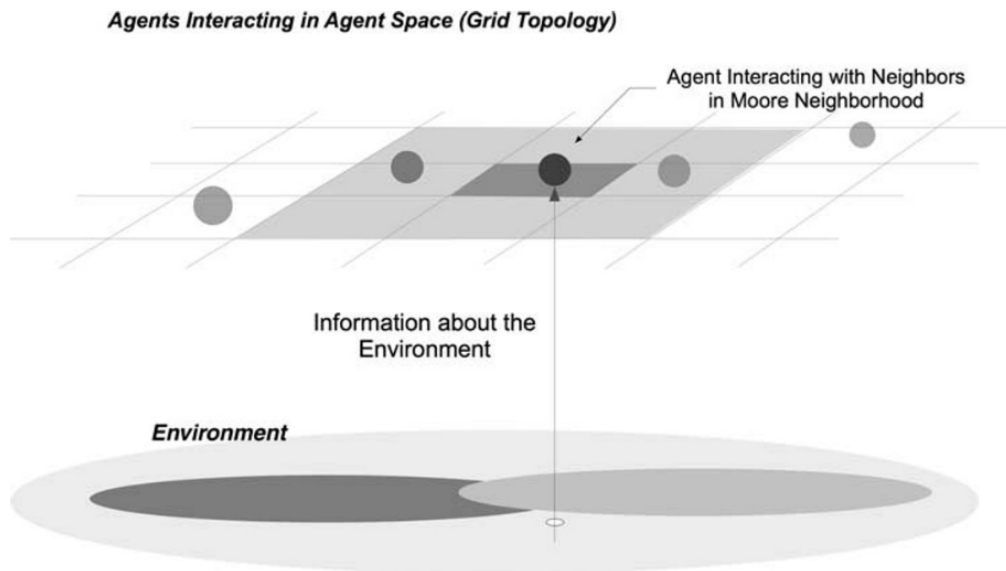 Agents Interacting in Agent Space (Grid Topology)
Agent Interacting with Neighbors
in Moore Neighborhood
Information about the
Environment
Environment